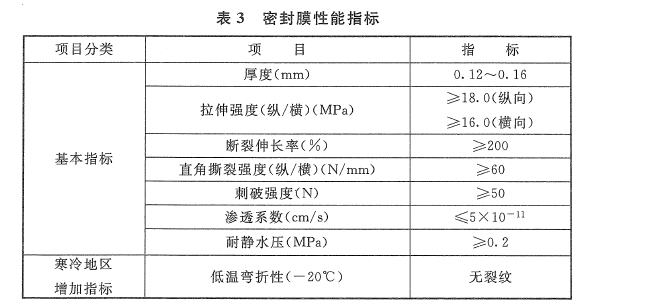 表 3 密封膜性能指标
项目分类 项 目 指 标
基本指标
厚度(mm) 0.12～0.16
拉伸强度(纵/横)(MPa) ≥18.0(纵向)
≥16.0(横向)
断裂伸长率(%) ≥200
直角撕裂强度(纵/横)(N/mm) ≥60
刺破强度(N) ≥50
渗透系数(cm/s) ≤5×10⁻¹¹
耐静水压(MPa) ≥0.2
寒冷地区
增加指标
低温弯折性(－20℃) 无裂纹